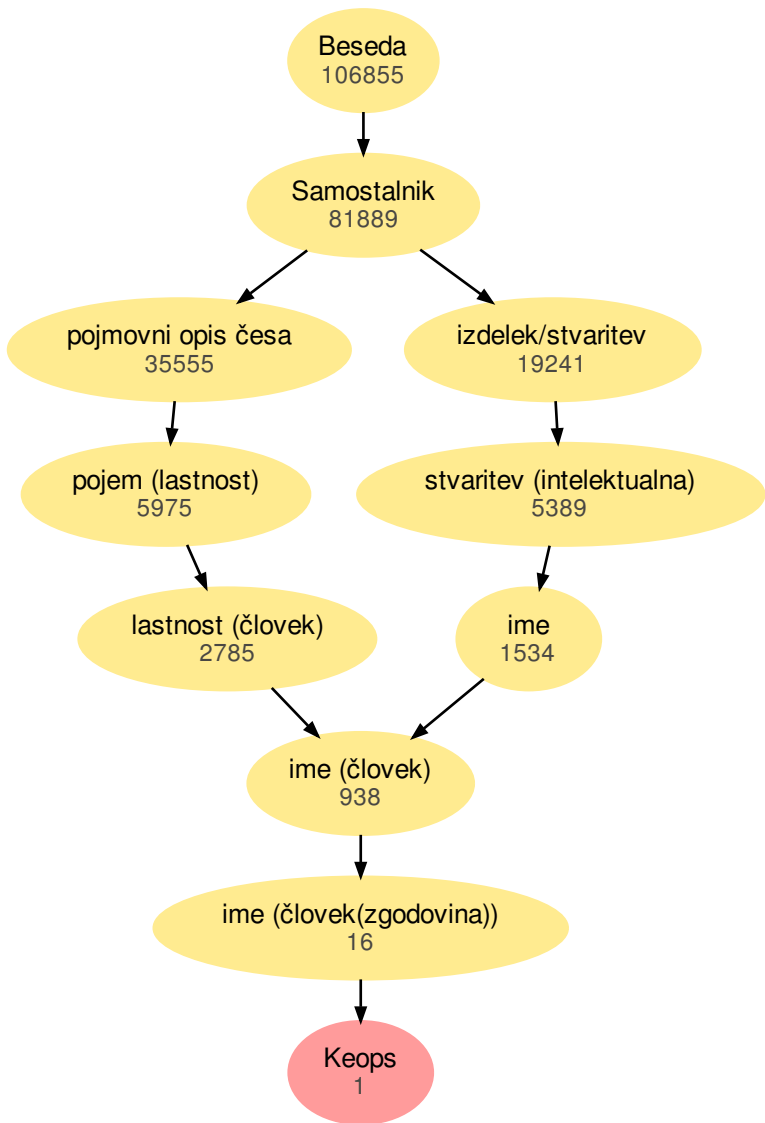 Beseda
106855
Samostalnik
81889
pojmovni opis česa
35555
izdelek/stvaritev
19241
pojem (lastnost)
5975
stvaritev (intelektualna)
5389
lastnost (človek)
2785
ime
1534
ime (človek)
938
ime (človek(zgodovina))
16
Keops
1